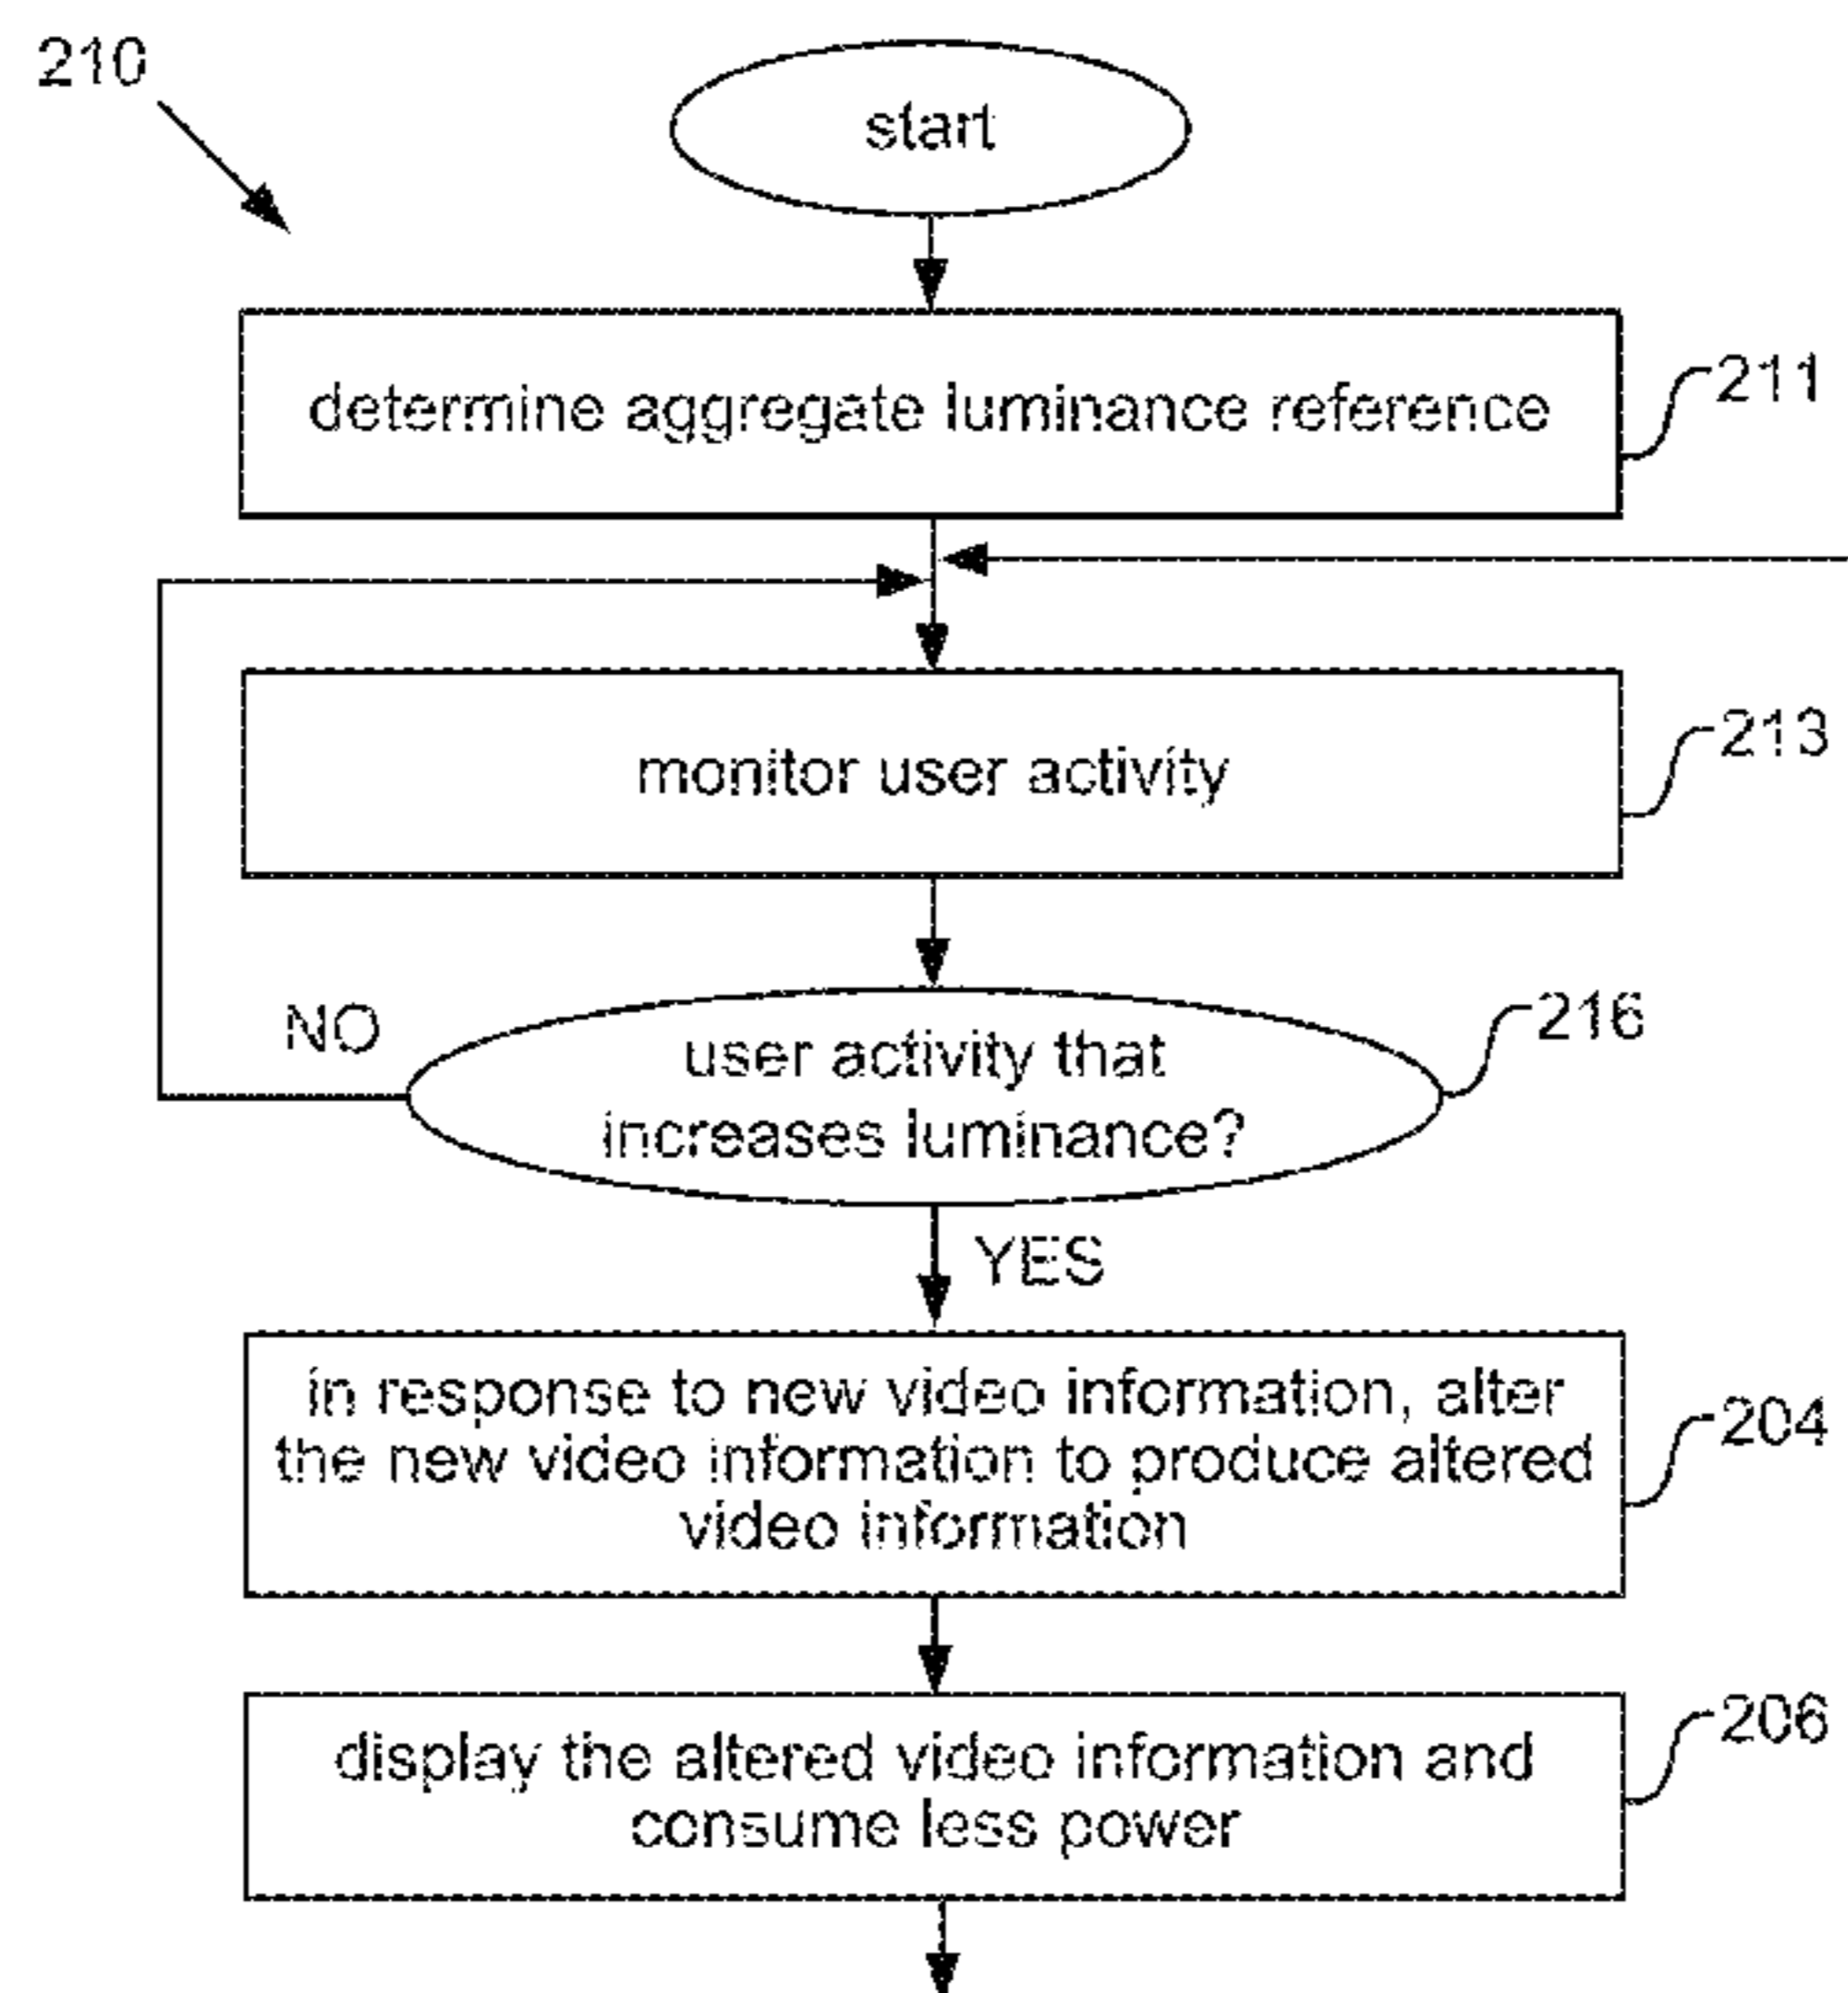 210
start
determine aggregate luminance reference
211
monitor user activity
213
NO
user activity that
increases luminance?
216
YES
in response to new video information, alter
the new video information to produce altered
video information
204
display the altered video information and
consume less power
206